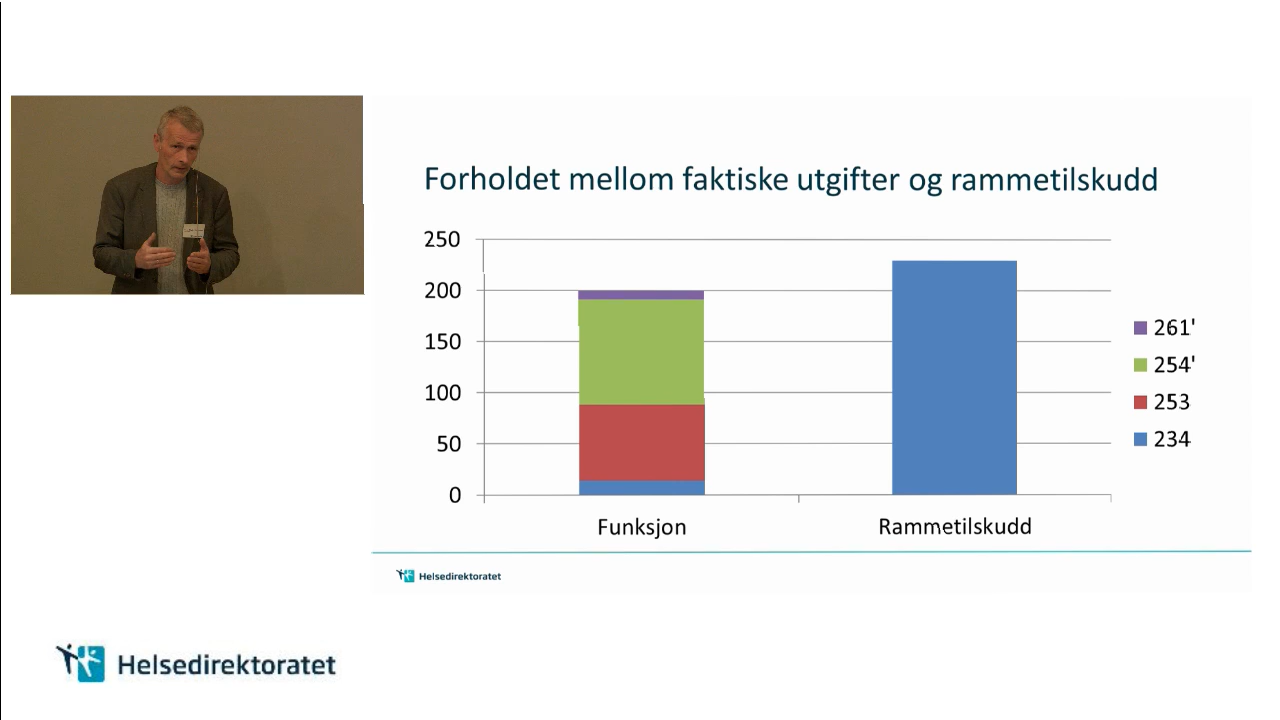 Forholdet mellom faktiske utgifter og rammetilskudd
250
200
150
100
50
0
Funksjon
Rammetilskudd
261'
254'
253
234
Helsedirektoratet
Helsedirektoratet